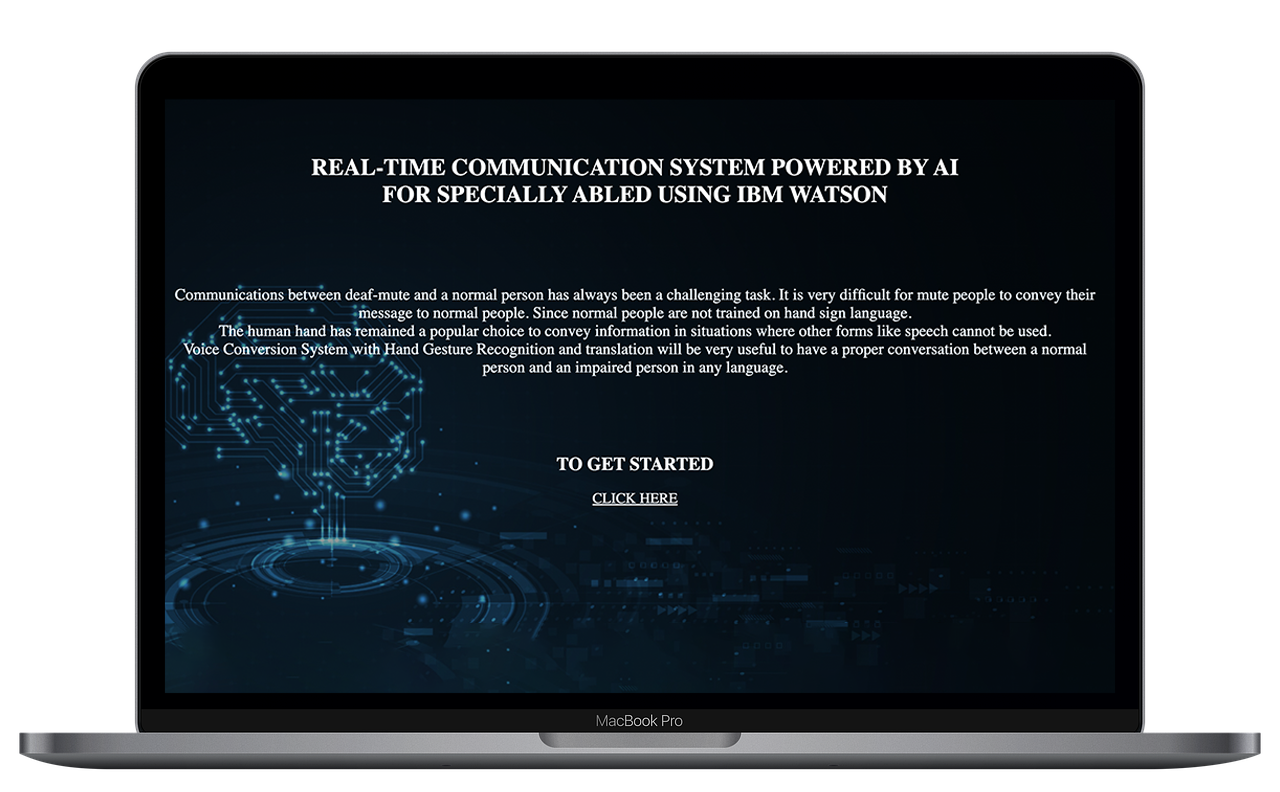 REAL-TIME COMMUNICATION SYSTEM POWERED BY AI
FOR SPECIALLY ABLED USING IBM WATSON
Communications between deaf-mute and a normal person has always been a challenging task. It is very difficult for mute people to convey their
message to normal people. Since normal people are not trained on hand sign language.
The human hand has remained a popular choice to convey information in situations where other forms like speech cannot be used.
Voice Conversion System with Hand Gesture Recognition and translation will be very useful to have a proper conversation between a normal
person and an impaired person in any language.
TO GET STARTED
CLICK HERE
MacBook Pro